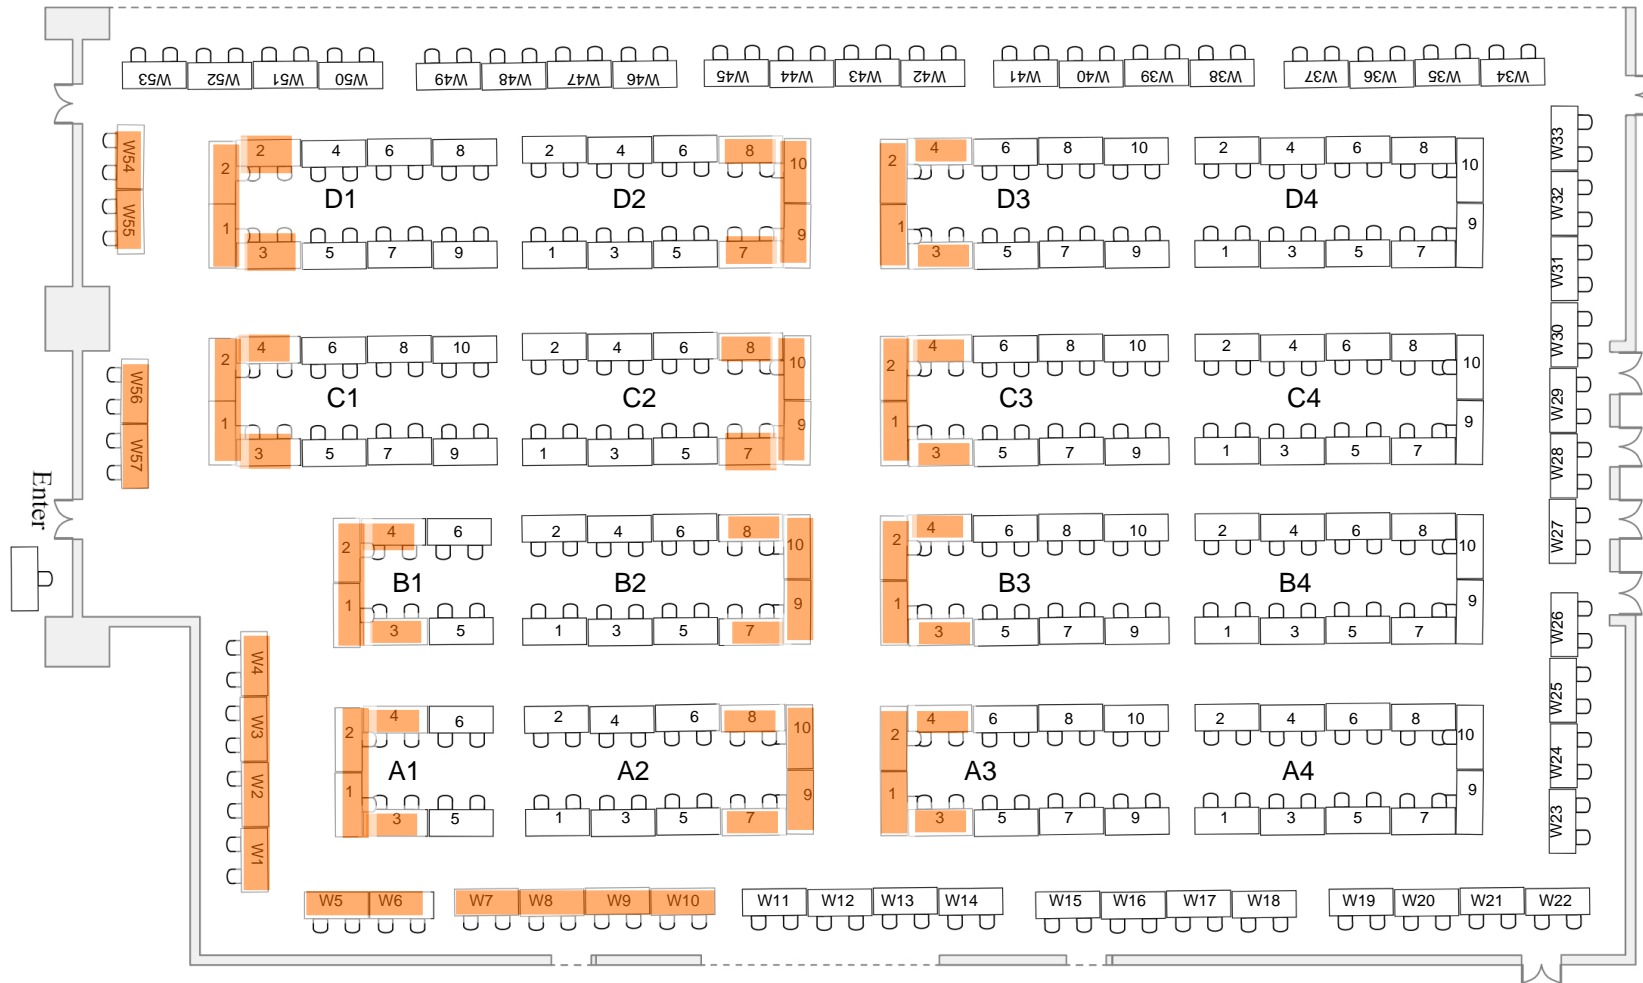 W53 W52 W51 W50 W49 W48 W47 W46 W45 W44 W43 W42 W41 W40 W39 W38 W37 W36 W35 W34
W54
W55
W56
W57
Enter
2 2 4 6 8
D1
1 3 5 7 9
2 4 6 8 10
D2
1 3 5 7 9
2 4 6 8 10
D3
1 3 5 7 9
2 4 6 8 10
D4
1 3 5 7 9
2 4 6 8 10
C1
1 3 5 7 9
2 4 6 8 10
C2
1 3 5 7 9
2 4 6 8 10
C3
1 3 5 7 9
2 4 6 8 10
C4
1 3 5 7 9
2 4 6
B1
1 3 5
2 4 6 8 10
B2
1 3 5 7 9
2 4 6 8 10
B3
1 3 5 7 9
2 4 6 8 10
B4
1 3 5 7 9
2 4 6
A1
1 3 5
2 4 6 8 10
A2
1 3 5 7 9
2 4 6 8 10
A3
1 3 5 7 9
2 4 6 8 10
A4
1 3 5 7 9
W33
W32
W31
W30
W29
W28
W27
W26
W25
W24
W23
W4
W3
W2
W1
W5 W6 W7 W8 W9 W10 W11 W12 W13 W14 W15 W16 W17 W18 W19 W20 W21 W22